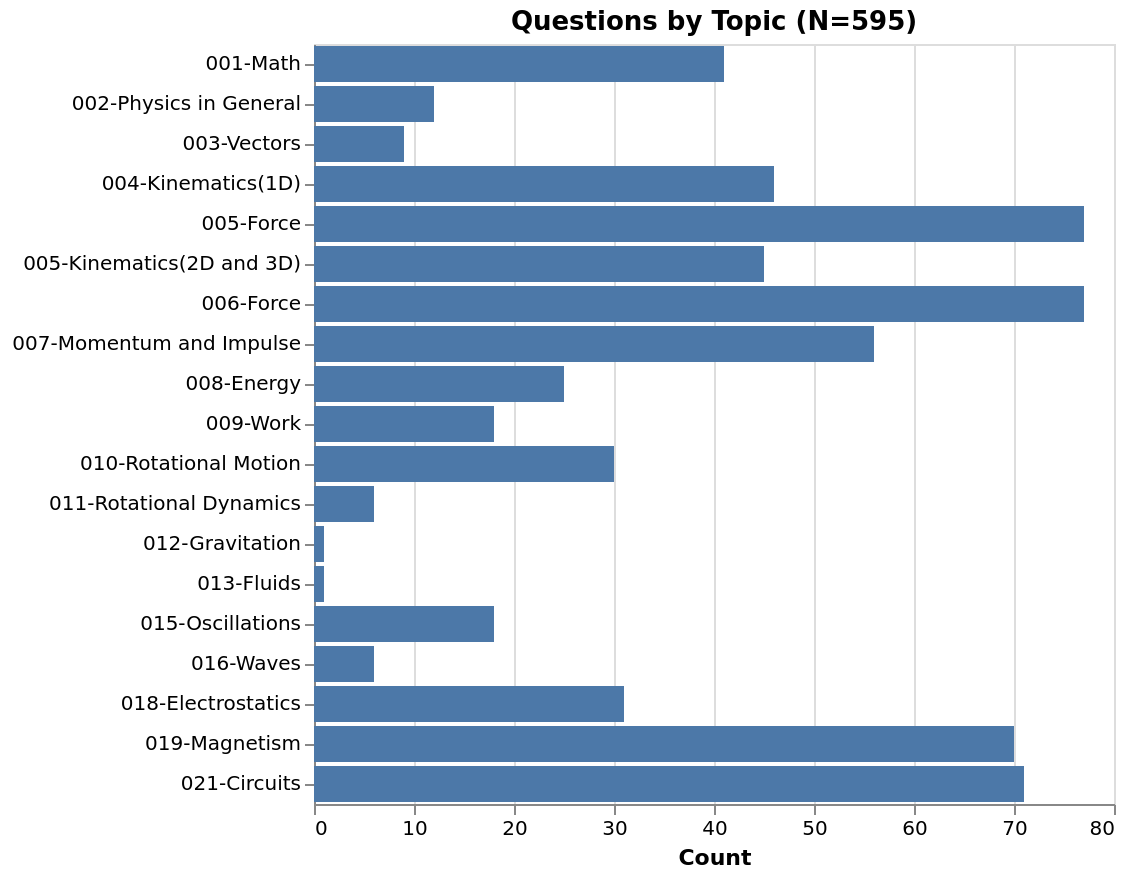 Questions by Topic (N=595)
001-Math
002-Physics in General
003-Vectors
004-Kinematics(1D)
005-Force
005-Kinematics(2D and 3D)
006-Force
007-Momentum and Impulse
008-Energy
009-Work
010-Rotational Motion
011-Rotational Dynamics
012-Gravitation
013-Fluids
015-Oscillations
016-Waves
018-Electrostatics
019-Magnetism
021-Circuits
0 10 20 30 40 50 60 70 80
Count